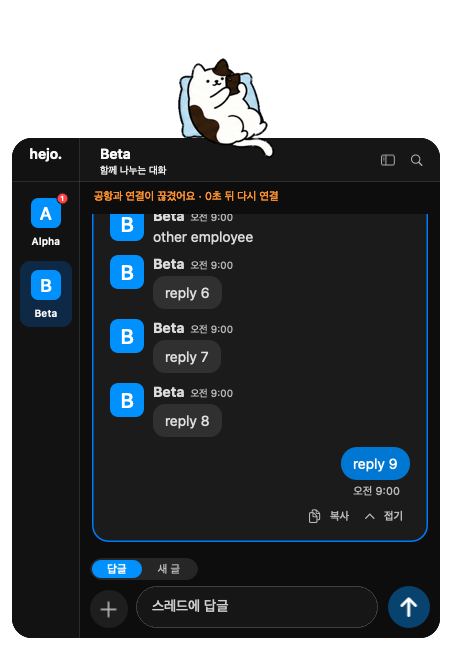 hejo.
Beta
함께 나누는 대화
공항과 연결이 끊겼어요 · 0초 뒤 다시 연결
A
1
Alpha
B
Beta
B
Beta 오전 9:00
other employee
B
Beta 오전 9:00
reply 6
B
Beta 오전 9:00
reply 7
B
Beta 오전 9:00
reply 8
reply 9
오전 9:00
복사 접기
답글 새 글
스레드에 답글